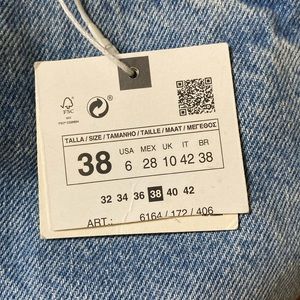 FSC
TALLA / SIZE / TAMANHO / TAILLE / MAAT / ΜΕΓΕΘΟΣ
38 USA MEX UK IT BR
6 28 10 42 38
32 34 36 38 40 42
ART.: 6164 / 172 / 406